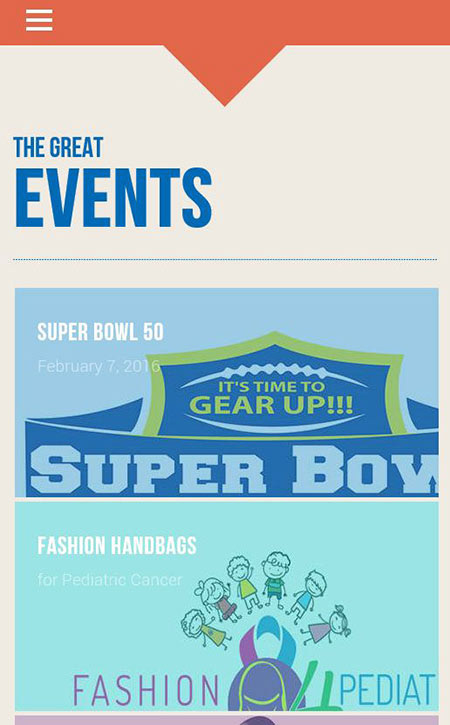 THE GREAT
EVENTS
SUPER BOWL 50
February 7, 2016
IT'S TIME TO
GEAR UP!!!
SUPER BOW
FASHION HANDBAGS
for Pediatric Cancer
FASHION 4 PEDIAT